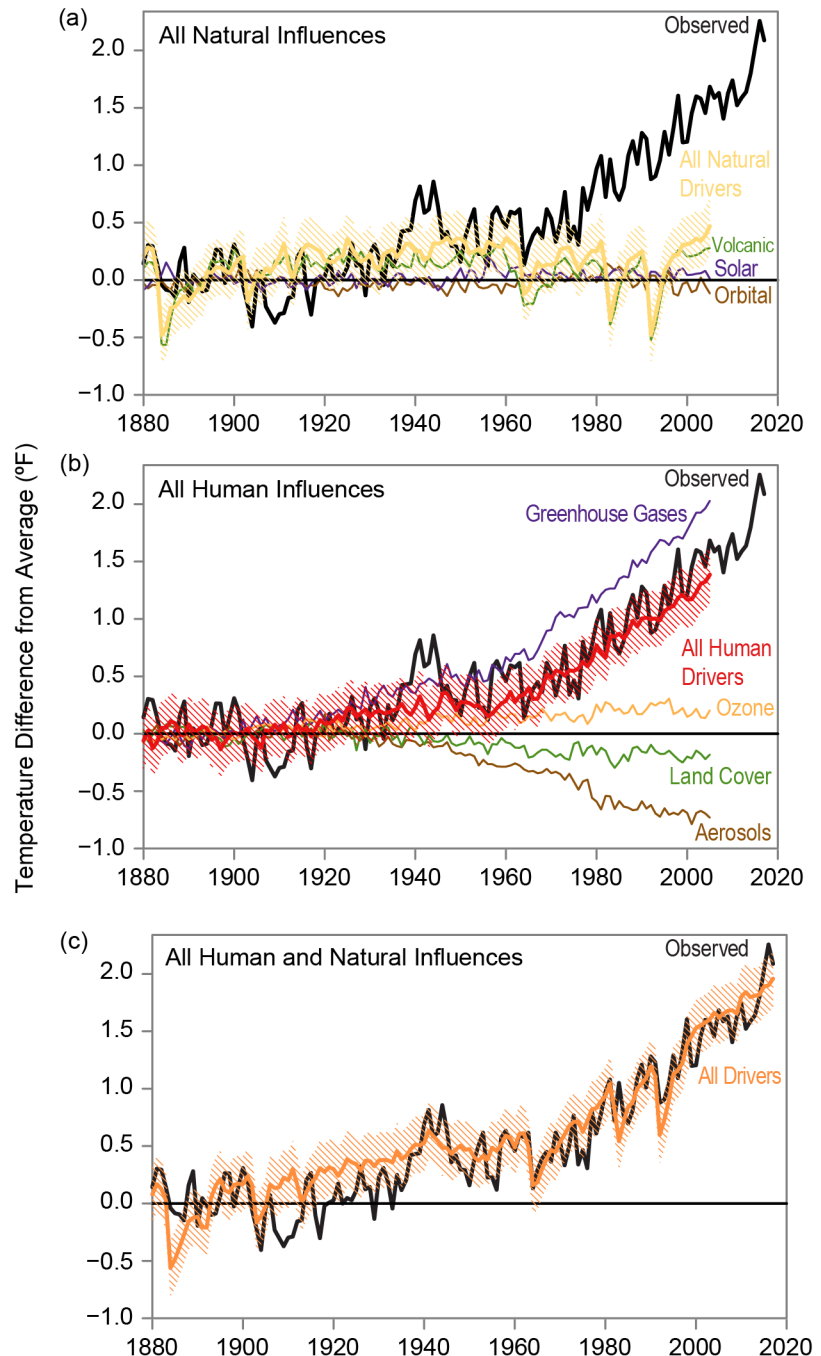 (a)
All Natural Influences
Observed
2.0
1.5
All Natural
Drivers
1.0
0.5
Volcanic
Solar
0.0
Orbital
−0.5
−1.0
1880 1900 1920 1940 1960 1980 2000 2020
Temperature Difference from Average (ºF)
(b)
All Human Influences
Observed
2.0
Greenhouse Gases
1.5
1.0
All Human
Drivers
0.5
Ozone
0.0
Land Cover
−0.5
Aerosols
−1.0
1880 1900 1920 1940 1960 1980 2000 2020
(c)
All Human and Natural Influences
Observed
2.0
1.5
All Drivers
1.0
0.5
0.0
−0.5
−1.0
1880 1900 1920 1940 1960 1980 2000 2020